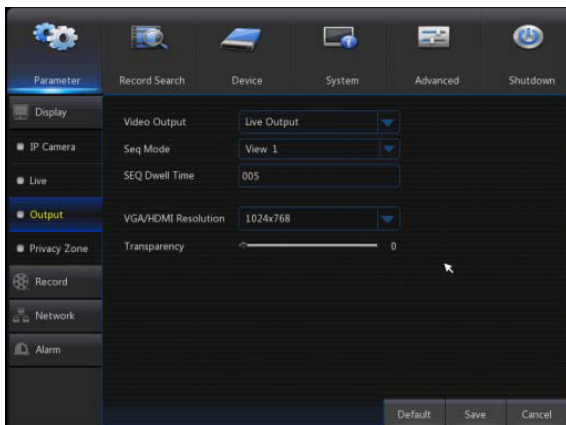 Parameter Record Search Device System Advanced Shutdown
Display
IP Camera
Live
Output
Privacy Zone
Record
Network
Alarm
Video Output Live Output
Seq Mode View 1
SEQ Dwell Time 005
VGA/HDMI Resolution 1024x768
Transparency 0
Default Save Cancel